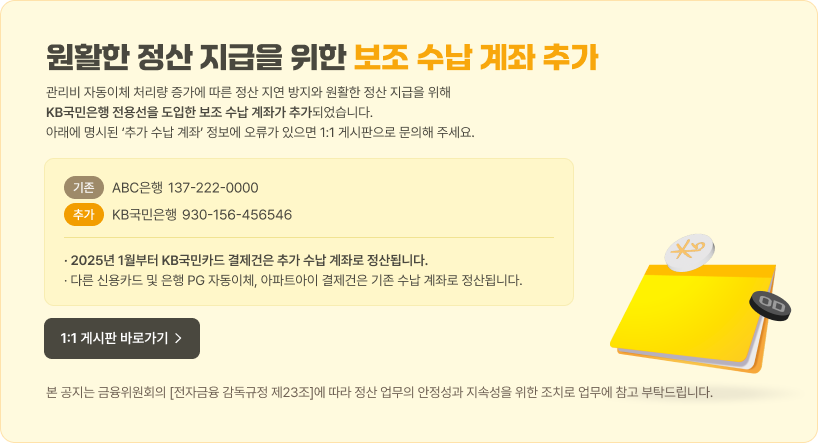 원활한 정산 지급을 위한 보조 수납 계좌 추가
관리비 자동이체 처리량 증가에 따른 정산 지연 방지와 원활한 정산 지급을 위해
KB국민은행 전용선을 도입한 보조 수납 계좌가 추가되었습니다.
아래에 명시된 ‘추가 수납 계좌’ 정보에 오류가 있으면 1:1 게시판으로 문의해 주세요.
기존 ABC은행 137-222-0000
추가 KB국민은행 930-156-456546
· 2025년 1월부터 KB국민카드 결제건은 추가 수납 계좌로 정산됩니다.
· 다른 신용카드 및 은행 PG 자동이체, 아파트아이 결제건은 기존 수납 계좌로 정산됩니다.
1:1 게시판 바로가기 >
본 공지는 금융위원회의 [전자금융 감독규정 제23조]에 따라 정산 업무의 안정성과 지속성을 위한 조치로 업무에 참고 부탁드립니다.